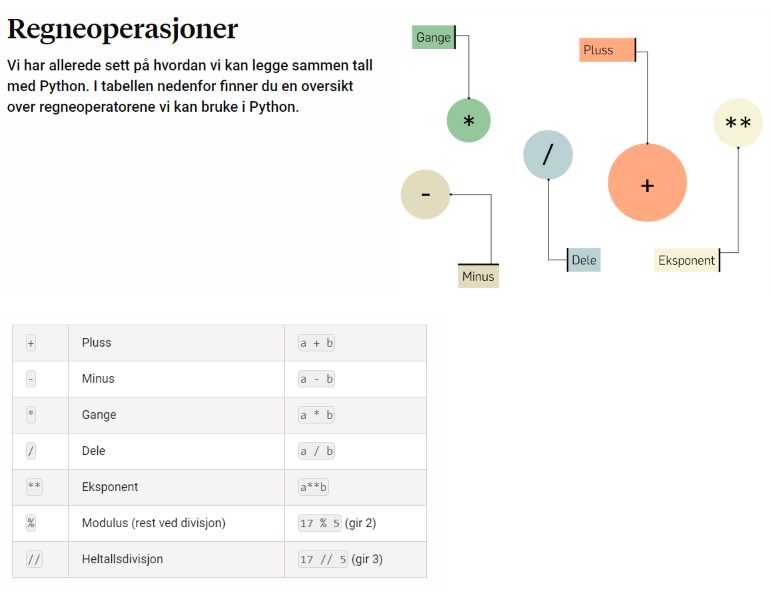 Regneoperasjoner
Vi har allerede sett på hvordan vi kan legge sammen tall
med Python. I tabellen nedenfor finner du en oversikt
over regneoperatorene vi kan bruke i Python.
Gange
*
Pluss
+
**
Eksponent
/
Dele
-
Minus
+ Pluss a + b
- Minus a - b
* Gange a * b
/ Dele a / b
** Eksponent a**b
% Modulus (rest ved divisjon) 17 % 5 (gir 2)
// Heltallsdivisjon 17 // 5 (gir 3)